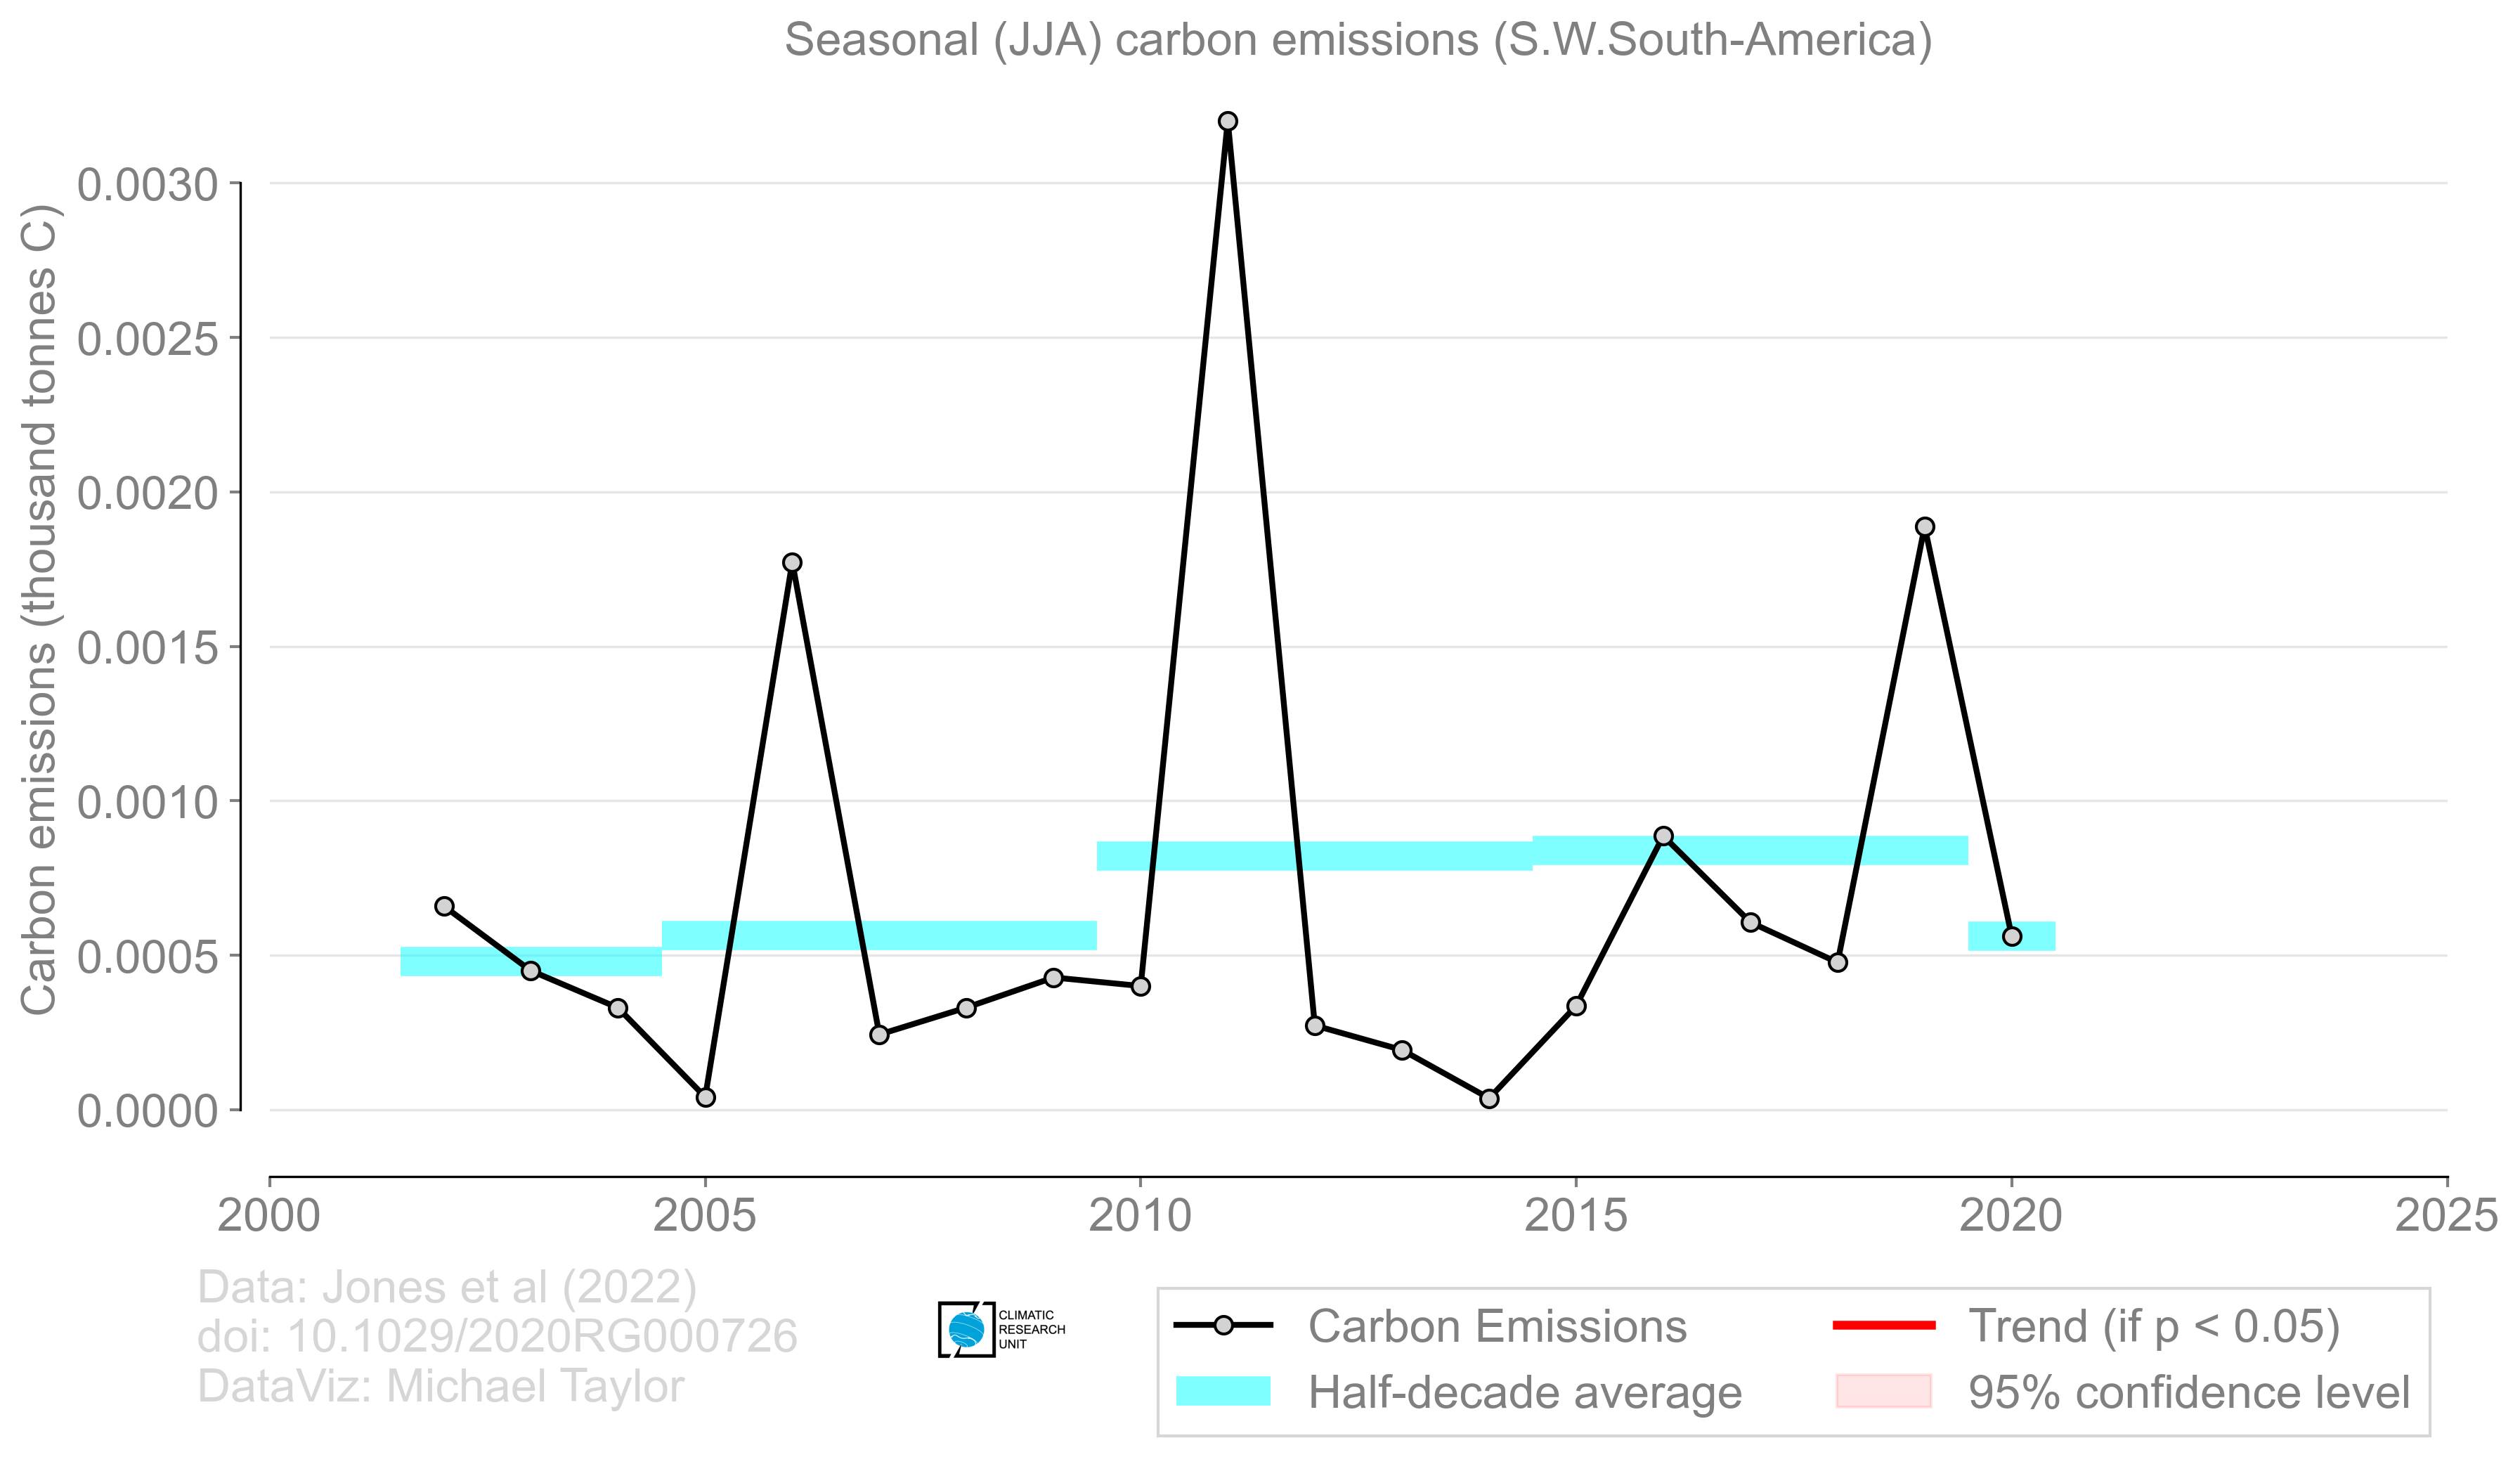 Seasonal (JJA) carbon emissions (S.W.South-America)
Carbon emissions (thousand tonnes C)
0.0030
0.0025
0.0020
0.0015
0.0010
0.0005
0.0000
2000 2005 2010 2015 2020 2025
Data: Jones et al (2022)
doi: 10.1029/2020RG000726
DataViz: Michael Taylor
CLIMATIC
RESEARCH
UNIT
Carbon Emissions
Half-decade average
Trend (if p < 0.05)
95% confidence level